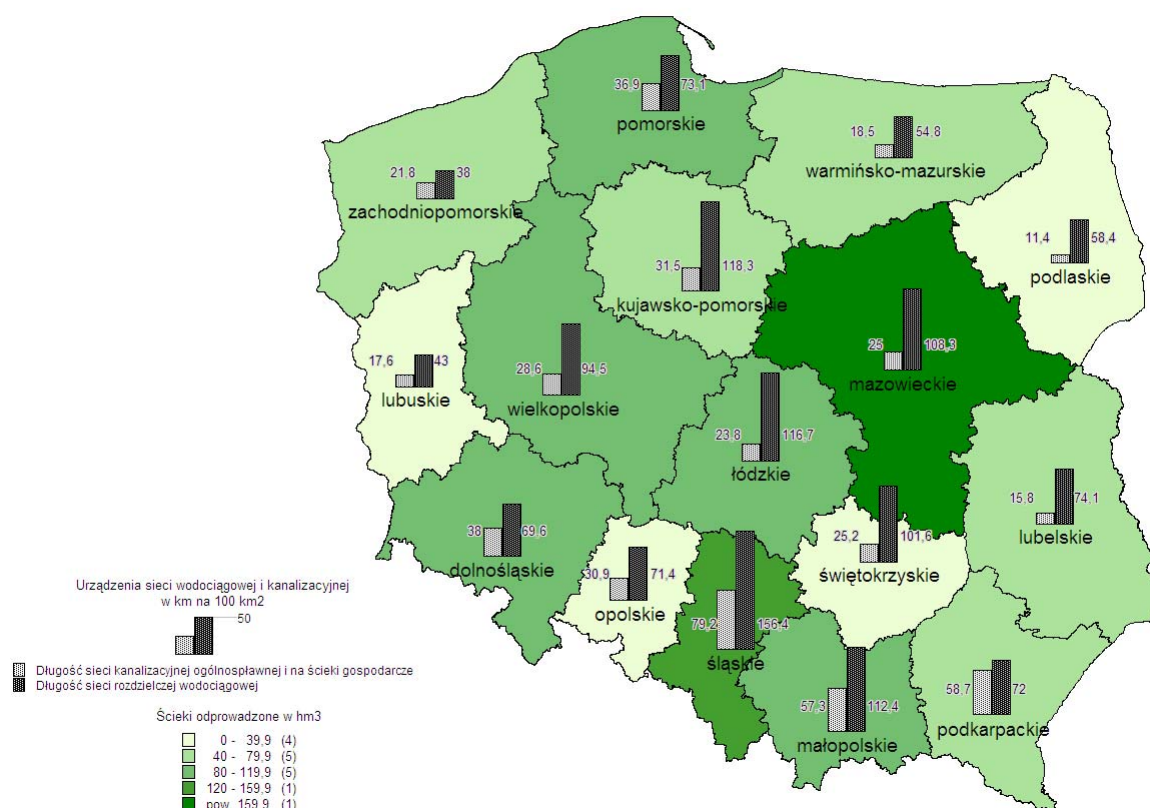 36,9 73,1
pomorskie
18,5 54,8
warmińsko-mazurskie
21,8 38
zachodniopomorskie
31,5 118,3
kujawsko-pomorskie
11,4 58,4
podlaskie
25 108,3
mazowieckie
17,6 43
lubuskie
28,6 94,5
wielkopolskie
23,8 116,7
łódzkie
15,8 74,1
lubelskie
38 69,6
dolnośląskie
30,9 71,4
opolskie
25,2 101,6
świętokrzyskie
79,2 156,4
śląskie
57,3 112,4
małopolskie
58,7 72
podkarpackie
Urządzenia sieci wodociągowej i kanalizacyjnej
w km na 100 km2
50
Długość sieci kanalizacyjnej ogólnospławnej i na ścieki gospodarcze
Długość sieci rozdzielczej wodociągowej
Ścieki odprowadzone w hm3
0 - 39,9 (4)
40 - 79,9 (5)
80 - 119,9 (5)
120 - 159,9 (1)
pow. 159,9 (1)